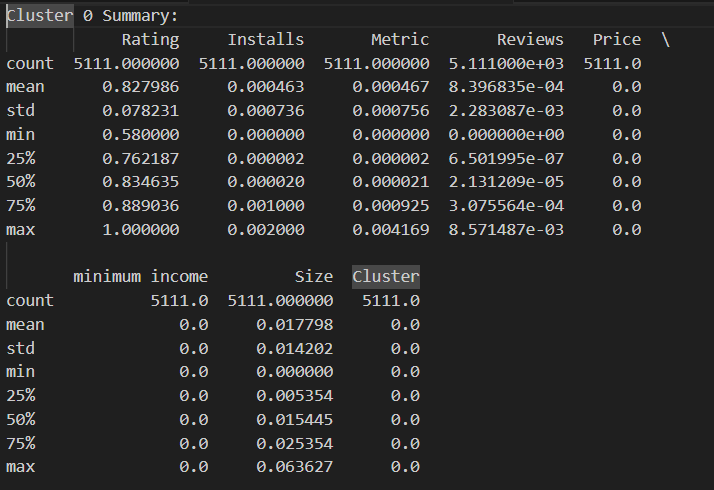 Cluster 0 Summary:
            Rating     Installs       Metric       Reviews   Price  \
count  5111.000000  5111.000000  5111.000000  5.111000e+03  5111.0
mean      0.827986     0.000463     0.000467  8.396835e-04     0.0
std       0.078231     0.000736     0.000756  2.283087e-03     0.0
min       0.580000     0.000000     0.000000  0.000000e+00     0.0
25%       0.762187     0.000002     0.000002  6.501995e-07     0.0
50%       0.834635     0.000020     0.000021  2.131209e-05     0.0
75%       0.889036     0.001000     0.000925  3.075564e-04     0.0
max       1.000000     0.002000     0.004169  8.571487e-03     0.0
       minimum income         Size  Cluster
count          5111.0  5111.000000   5111.0
mean              0.0     0.017798      0.0
std               0.0     0.014202      0.0
min               0.0     0.000000      0.0
25%               0.0     0.005354      0.0
50%               0.0     0.015445      0.0
75%               0.0     0.025354      0.0
max               0.0     0.063627      0.0